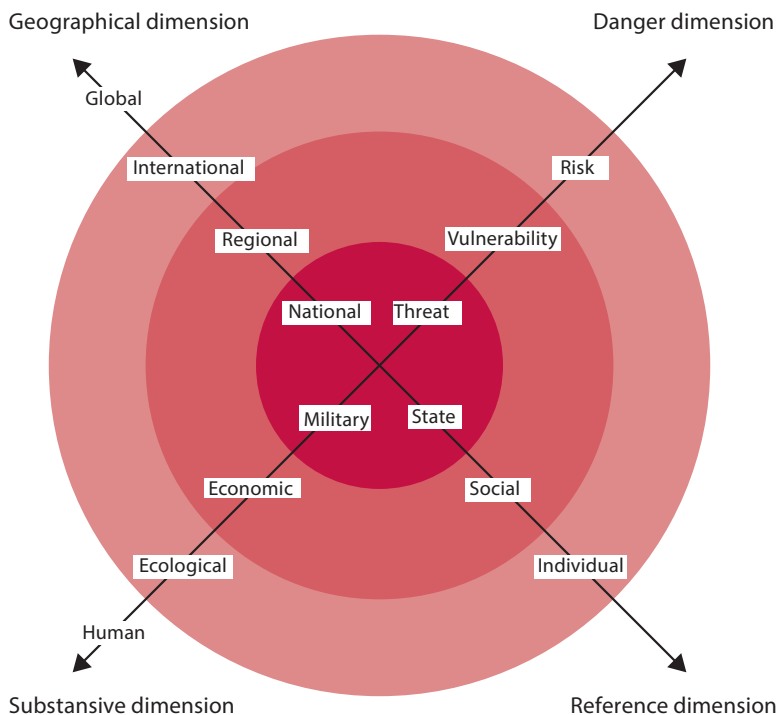 Geographical dimension
Danger dimension
Global
International
Risk
Regional
Vulnerability
National
Threat
Military
State
Economic
Social
Ecological
Individual
Human
Substansive dimension
Reference dimension